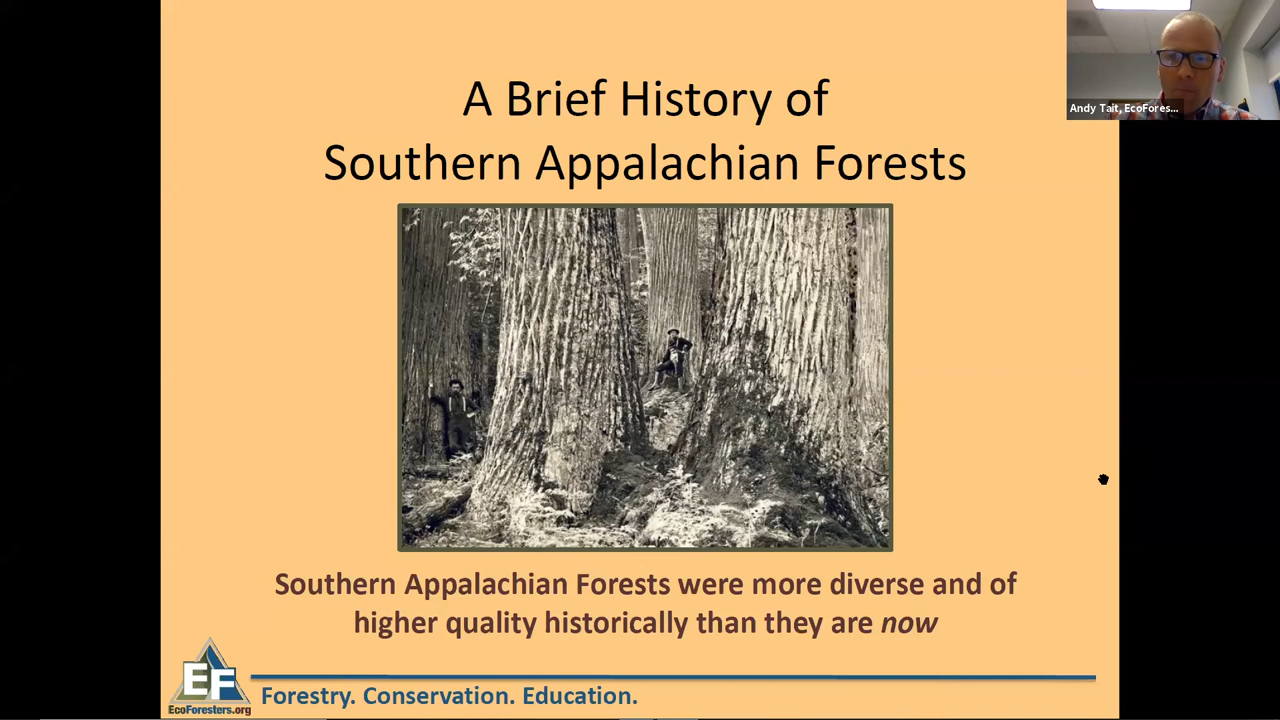 A Brief History of
Southern Appalachian Forests
Andy Tait, EcoFores...
Southern Appalachian Forests were more diverse and of
higher quality historically than they are now
EF
EcoForesters.org
Forestry. Conservation. Education.